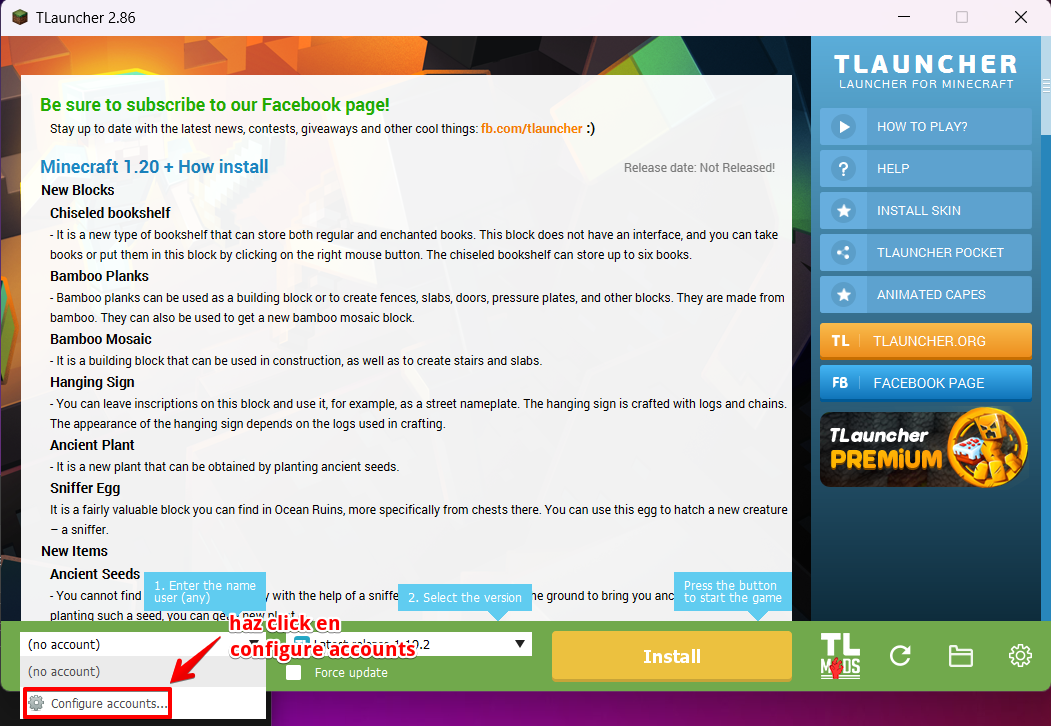 TLauncher 2.86
TLAUNCHER
LAUNCHER FOR MINECRAFT
Be sure to subscribe to our Facebook page!
Stay up to date with the latest news, contests, giveaways and other cool things: fb.com/tlauncher :)
Minecraft 1.20 + How install
Release date: Not Released!
New Blocks
Chiseled bookshelf
- It is a new type of bookshelf that can store both regular and enchanted books. This block does not have an interface, and you can take
books or put them in this block by clicking on the right mouse button. The chiseled bookshelf can store up to six books.
Bamboo Planks
- Bamboo planks can be used as a building block or to create fences, slabs, doors, pressure plates, and other blocks. They are made from
bamboo. They can also be used to get a new bamboo mosaic block.
Bamboo Mosaic
- It is a building block that can be used in construction, as well as to create stairs and slabs.
Hanging Sign
- You can leave inscriptions on this block and use it, for example, as a street nameplate. The hanging sign is crafted with logs and chains.
The appearance of the hanging sign depends on the logs used in crafting.
Ancient Plant
- It is a new plant that can be obtained by planting ancient seeds.
Sniffer Egg
It is a fairly valuable block you can find in Ocean Ruins, more specifically from chests there. You can use this egg to hatch a new creature
– a sniffer.
New Items
Ancient Seeds
- You cannot find
with the help of a sniffe
he ground to bring you anc
planting such a seed, you can get a new plant
HOW TO PLAY?
? HELP
INSTALL SKIN
TLAUNCHER POCKET
ANIMATED CAPES
TL TLAUNCHER.ORG
FB FACEBOOK PAGE
TLauncher
PREMIUM
1. Enter the name
user (any)
2. Select the version
Press the button
to start the game
haz click en
configure accounts
(no account)
(no account)
Configure accounts...
Force update
Install
TL
MODS